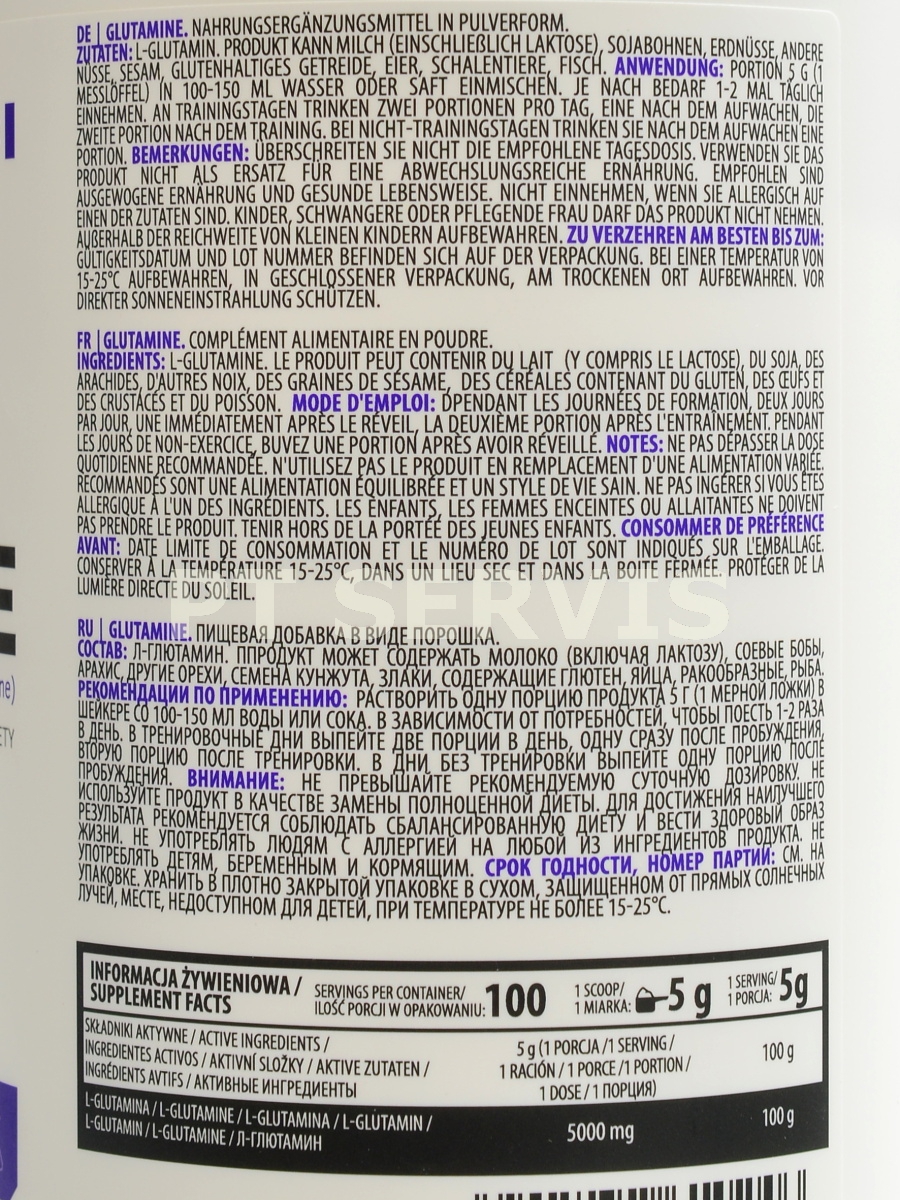 DE | GLUTAMINE. NAHRUNGSERGÄNZUNGSMITTEL IN PULVERFORM.
ZUTATEN: L-GLUTAMIN. PRODUKT KANN MILCH (EINSCHLIEßLICH LAKTOSE), SOJABOHNEN, ERDNÜSSE, ANDERE
NÜSSE, SESAM, GLUTENHALTIGES GETREIDE, EIER, SCHALENTIERE, FISCH. ANWENDUNG: PORTION 5 G (1
MESSLÖFFEL) IN 100-150 ML WASSER ODER SAFT EINMISCHEN. JE NACH BEDARF 1-2 MAL TÄGLICH
EINNEHMEN. AN TRAININGSTAGEN TRINKEN ZWEI PORTIONEN PRO TAG, EINE NACH DEM AUFWACHEN, DIE
ZWEITE PORTION NACH DEM TRAINING. BEI NICHT-TRAININGSTAGEN TRINKEN SIE NACH DEM AUFWACHEN EINE
PORTION. BEMERKUNGEN: ÜBERSCHREITEN SIE NICHT DIE EMPFOHLENE TAGESDOSIS. VERWENDEN SIE DAS
PRODUKT NICHT ALS ERSATZ FÜR EINE ABWECHSLUNGSREICHE ERNÄHRUNG. EMPFOHLEN SIND
AUSGEWOGENE ERNÄHRUNG UND GESUNDE LEBENSWEISE. NICHT EINNEHMEN, WENN SIE ALLERGISCH AUF
EINEN DER ZUTATEN SIND. KINDER, SCHWANGERE ODER PFLEGENDE FRAU DARF DAS PRODUKT NICHT NEHMEN.
AUßERHALB DER REICHWEITE VON KLEINEN KINDERN AUFBEWAHREN. ZU VERZEHREN AM BESTEN BIS ZUM:
GÜLTIGKEITSDATUM UND LOT NUMMER BEFINDEN SICH AUF DER VERPACKUNG. BEI EINER TEMPERATUR VON
15-25°C AUFBEWAHREN, IN GESCHLOSSENER VERPACKUNG, AM TROCKENEN ORT AUFBEWAHREN. VOR
DIREKTER SONNENEINSTRAHLUNG SCHÜTZEN.
FR | GLUTAMINE. COMPLÉMENT ALIMENTAIRE EN POUDRE.
INGREDIENTS: L-GLUTAMINE. LE PRODUIT PEUT CONTENIR DU LAIT (Y COMPRIS LE LACTOSE), DU SOJA, DES
ARACHIDES, D'AUTRES NOIX, DES GRAINES DE SÉSAME, DES CÉRÉALES CONTENANT DU GLUTEN, DES ŒUFS ET
DES CRUSTACÉS ET DU POISSON. MODE D'EMPLOI: DPENDANT LES JOURNÉES DE FORMATION, DEUX JOURS
PAR JOUR, UNE IMMÉDIATEMENT APRÈS LE RÉVEIL, LA DEUXIÈME PORTION APRÈS L'ENTRAÎNEMENT. PENDANT
LES JOURS DE NON-EXERCICE, BUVEZ UNE PORTION APRÈS AVOIR RÉVEILLÉ. NOTES: NE PAS DÉPASSER LA DOSE
QUOTIDIENNE RECOMMANDÉE. N'UTILISEZ PAS LE PRODUIT EN REMPLACEMENT D'UNE ALIMENTATION VARIÉE.
RECOMMANDÉS SONT UNE ALIMENTATION ÉQUILIBRÉE ET UN STYLE DE VIE SAIN. NE PAS INGÉRER SI VOUS ÊTES
ALLERGIQUE À L'UN DES INGRÉDIENTS. LES ENFANTS, LES FEMMES ENCEINTES OU ALLAITANTES NE DOIVENT
PAS PRENDRE LE PRODUIT. TENIR HORS DE LA PORTÉE DES JEUNES ENFANTS. CONSOMMER DE PRÉFÉRENCE
AVANT: DATE LIMITE DE CONSOMMATION ET LE NUMÉRO DE LOT SONT INDIQUÉS SUR L'EMBALLAGE.
CONSERVER À LA TEMPÉRATURE 15-25°C, DANS UN LIEU SEC ET DANS LA BOITE FERMÉE. PROTÉGER DE LA
LUMIÈRE DIRECTE DU SOLEIL.
PT SERVIS
RU | GLUTAMINE. ПИЩЕВАЯ ДОБАВКА В ВИДЕ ПОРОШКА.
СОСТАВ: Л-ГЛЮТАМИН. ППРОДУКТ МОЖЕТ СОДЕРЖАТЬ МОЛОКО (ВКЛЮЧАЯ ЛАКТОЗУ), СОЕВЫЕ БОБЫ,
АРАХИС, ДРУГИЕ ОРЕХИ, СЕМЕНА КУНЖУТА, ЗЛАКИ, СОДЕРЖАЩИЕ ГЛЮТЕН, ЯЙЦА, РАКООБРАЗНЫЕ, РЫБА.
РЕКОМЕНДАЦИИ ПО ПРИМЕНЕНИЮ: РАСТВОРИТЬ ОДНУ ПОРЦИЮ ПРОДУКТА 5 Г (1 МЕРНОЙ ЛОЖКИ) В
ШЕЙКЕРЕ СО 100-150 МЛ ВОДЫ ИЛИ СОКА. В ЗАВИСИМОСТИ ОТ ПОТРЕБНОСТЕЙ, ЧТОБЫ ПОЕСТЬ 1-2 РАЗА
В ДЕНЬ. В ТРЕНИРОВОЧНЫЕ ДНИ ВЫПЕЙТЕ ДВЕ ПОРЦИИ В ДЕНЬ, ОДНУ СРАЗУ ПОСЛЕ ПРОБУЖДЕНИЯ,
ВТОРУЮ ПОРЦИЮ ПОСЛЕ ТРЕНИРОВКИ. В ДНИ БЕЗ ТРЕНИРОВКИ ВЫПЕЙТЕ ОДНУ ПОРЦИЮ ПОСЛЕ
ПРОБУЖДЕНИЯ. ВНИМАНИЕ: НЕ ПРЕВЫШАЙТЕ РЕКОМЕНДУЕМУЮ СУТОЧНУЮ ДОЗИРОВКУ. НЕ
ИСПОЛЬЗУЙТЕ ПРОДУКТ В КАЧЕСТВЕ ЗАМЕНЫ ПОЛНОЦЕННОЙ ДИЕТЫ. ДЛЯ ДОСТИЖЕНИЯ НАИЛУЧШЕГО
РЕЗУЛЬТАТА РЕКОМЕНДУЕТСЯ СОБЛЮДАТЬ СБАЛАНСИРОВАННУЮ ДИЕТУ И ВЕСТИ ЗДОРОВЫЙ ОБРАЗ
ЖИЗНИ. НЕ УПОТРЕБЛЯТЬ ЛЮДЯМ С АЛЛЕРГИЕЙ НА ЛЮБОЙ ИЗ ИНГРЕДИЕНТОВ ПРОДУКТА. НЕ
УПОТРЕБЛЯТЬ ДЕТЯМ, БЕРЕМЕННЫМ И КОРМЯЩИМ. СРОК ГОДНОСТИ, НОМЕР ПАРТИИ: СМ. НА
УПАКОВКЕ. ХРАНИТЬ В ПЛОТНО ЗАКРЫТОЙ УПАКОВКЕ В СУХОМ, ЗАЩИЩЕННОМ ОТ ПРЯМЫХ СОЛНЕЧНЫХ
ЛУЧЕЙ, МЕСТЕ, НЕДОСТУПНОМ ДЛЯ ДЕТЕЙ, ПРИ ТЕМПЕРАТУРЕ НЕ БОЛЕЕ 15-25°C.
INFORMACJA ŻYWIENIOWA /
SUPPLEMENT FACTS
SERVINGS PER CONTAINER/
ILOŚĆ PORCJI W OPAKOWANIU: 100
1 SCOOP/
1 MIARKA: 5 g
1 SERVING/
1 PORCJA: 5g
SKŁADNIKI AKTYWNE / ACTIVE INGREDIENTS /
INGREDIENTES ACTIVOS / AKTIVNÍ SLOŽKY / AKTIVE ZUTATEN /
INGRÉDIENTS AVTIFS / АКТИВНЫЕ ИНГРЕДИЕНТЫ
5 g (1 PORCJA /1 SERVING /
1 RACIÓN / 1 PORCE /1 PORTION /
1 DOSE / 1 ПОРЦИЯ)
100 g
L-GLUTAMINA / L-GLUTAMINE / L-GLUTAMINA / L-GLUTAMIN /
L-GLUTAMIN / L-GLUTAMINE / Л-ГЛЮТАМИН
5000 mg
100 g